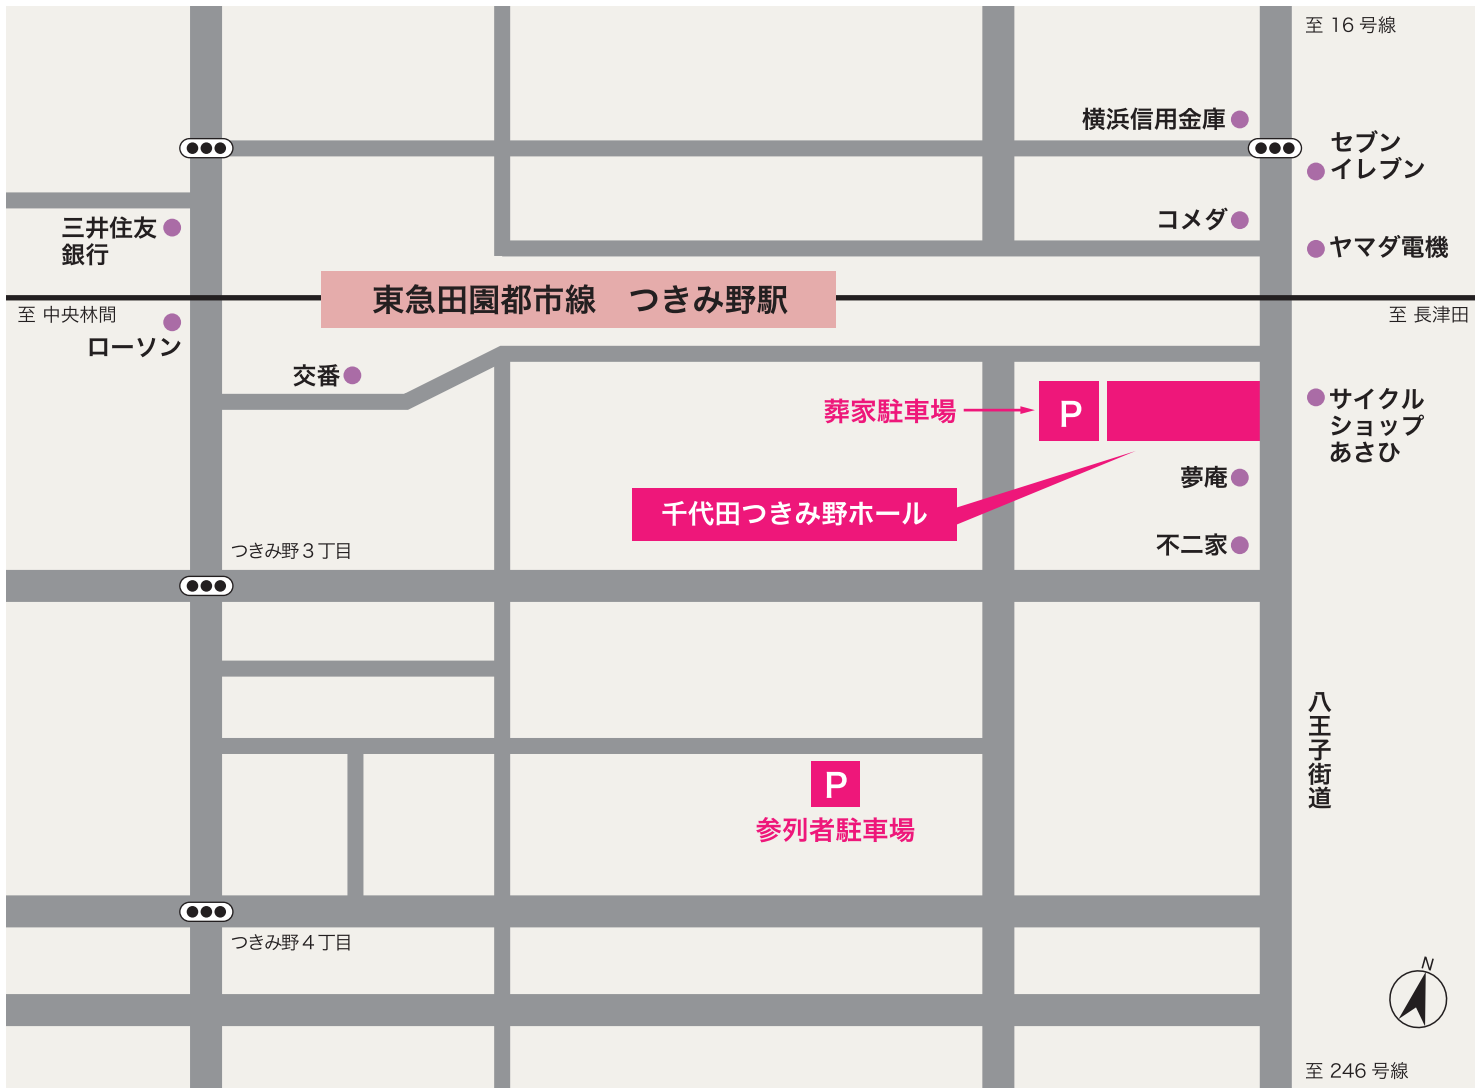 至 16 号線
横浜信用金庫
セブン
イレブン
三井住友
銀行
コメダ
ヤマダ電機
東急田園都市線　つきみ野駅
至 中央林間
至 長津田
ローソン
交番
葬家駐車場
P
サイクル
ショップ
あさひ
夢庵
千代田つきみ野ホール
不二家
つきみ野３丁目
八王子街道
P
参列者駐車場
つきみ野４丁目
N
至 246 号線